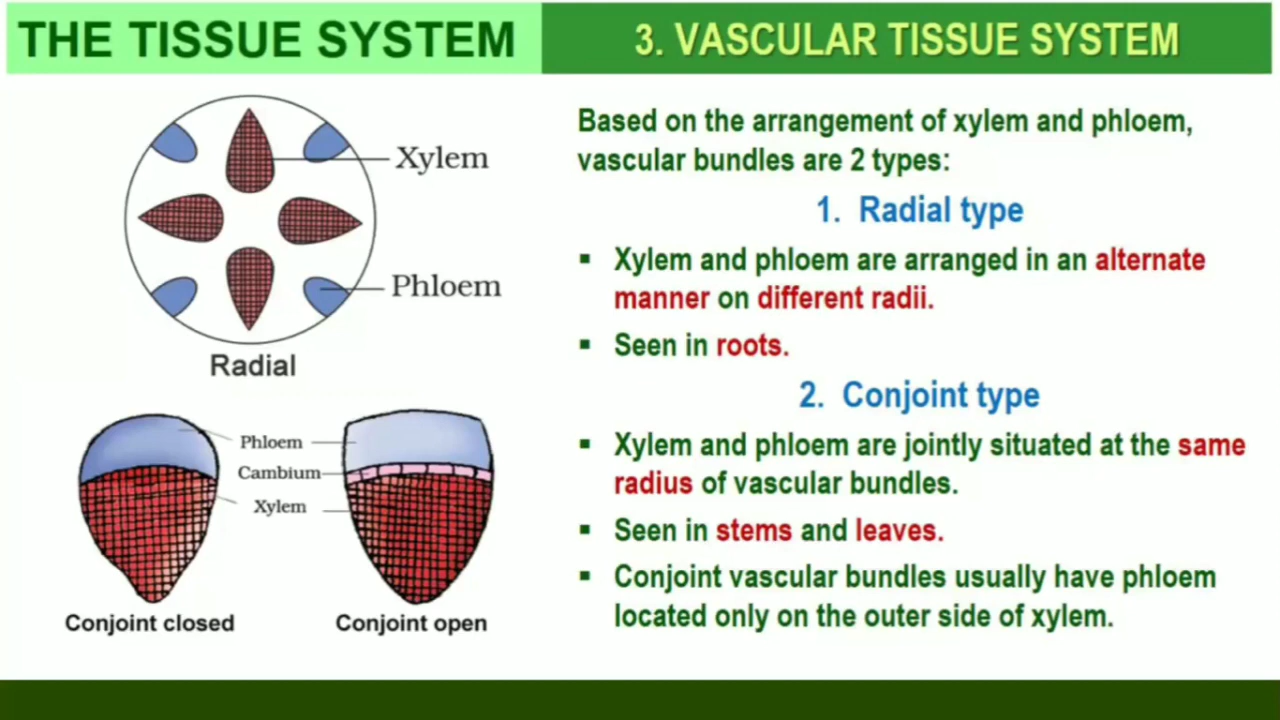 THE TISSUE SYSTEM
3. VASCULAR TISSUE SYSTEM
Xylem
Phloem
Radial
Phloem
Cambium
Xylem
Conjoint closed
Conjoint open
Based on the arrangement of xylem and phloem,
vascular bundles are 2 types:
1. Radial type
▪ Xylem and phloem are arranged in an alternate
manner on different radii.
▪ Seen in roots.
2. Conjoint type
▪ Xylem and phloem are jointly situated at the same
radius of vascular bundles.
▪ Seen in stems and leaves.
▪ Conjoint vascular bundles usually have phloem
located only on the outer side of xylem.